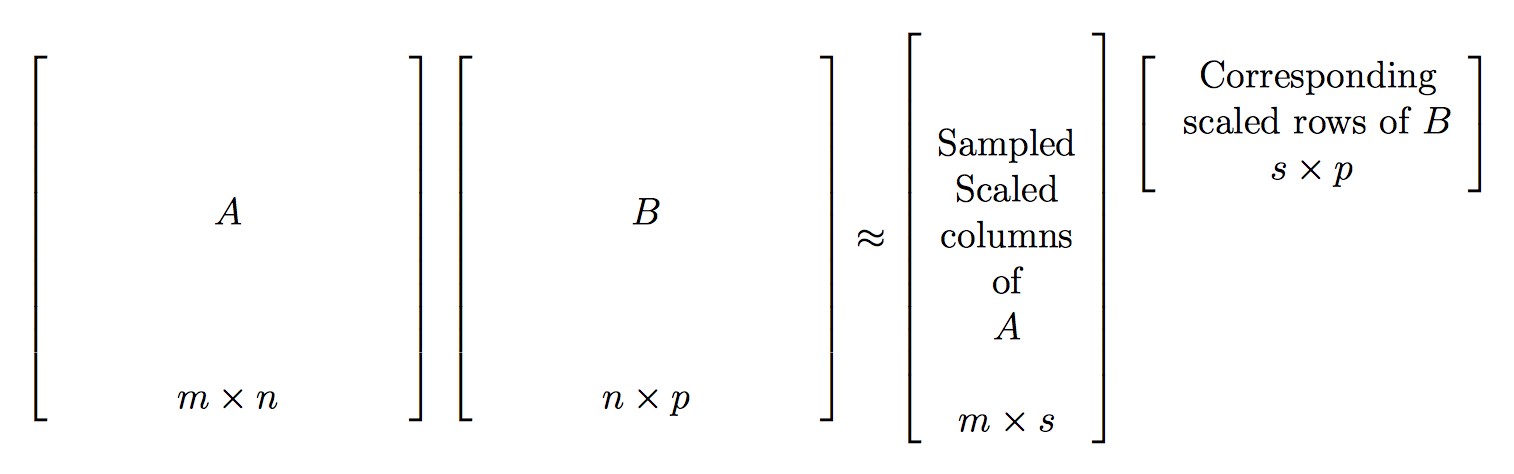 A
m × n
B
n × p
≈
Sampled
Scaled
columns
of
A
m × s
Corresponding
scaled rows of B
s × p